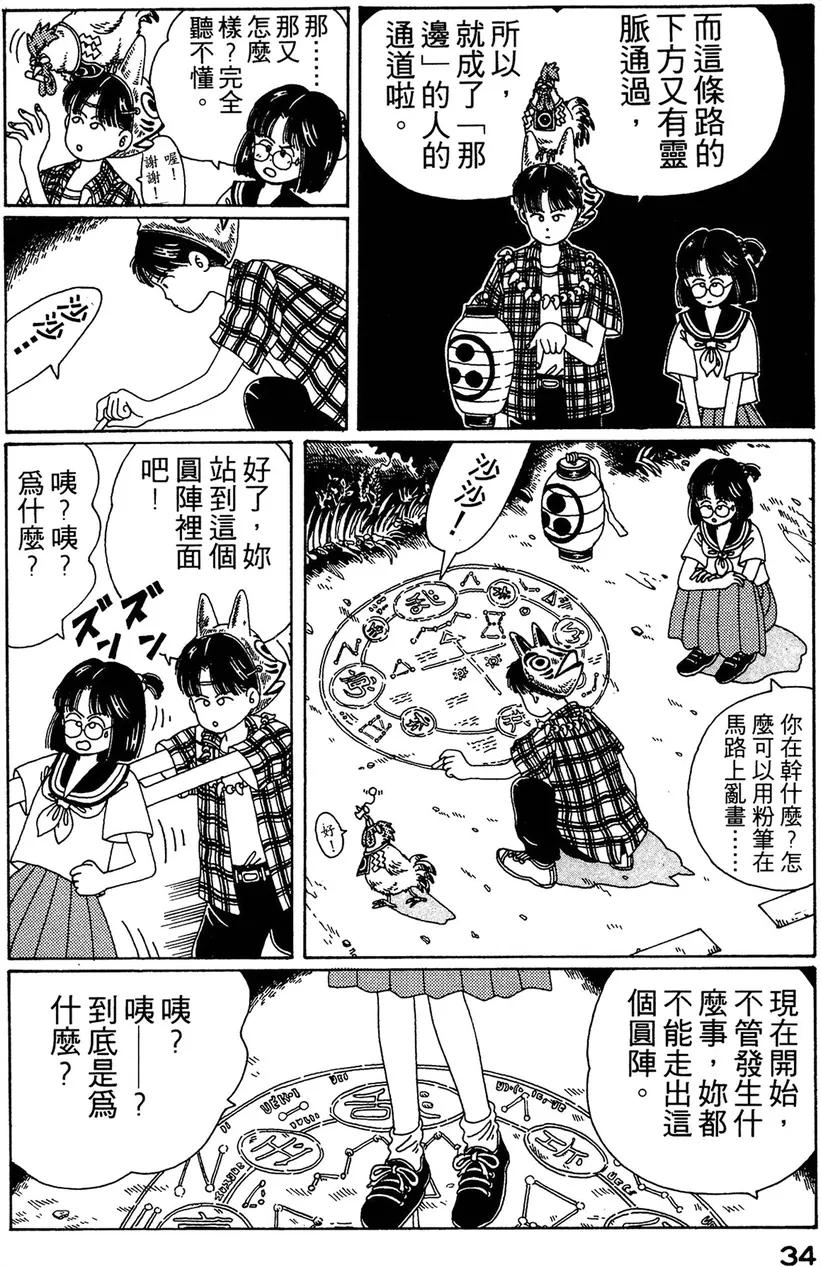 而這條路的
下方又有靈
脈通過，
所以，
就成了「那
邊」的人的
通道啦。
那……
那又
怎麼
樣？完全
聽不懂。
喔！
謝謝！
沙沙…
沙沙！
你在幹什麼？怎
麼可以用粉筆在
馬路上亂畫……
好！
好了，妳
站到這個
圓陣裡面
吧！
咦？咦？
爲什麼？
ズンズン
現在開始，
不管發生什
麼事，妳都
不能走出這
個圓陣。
咦？
咦——？
到底是爲
什麼？
34